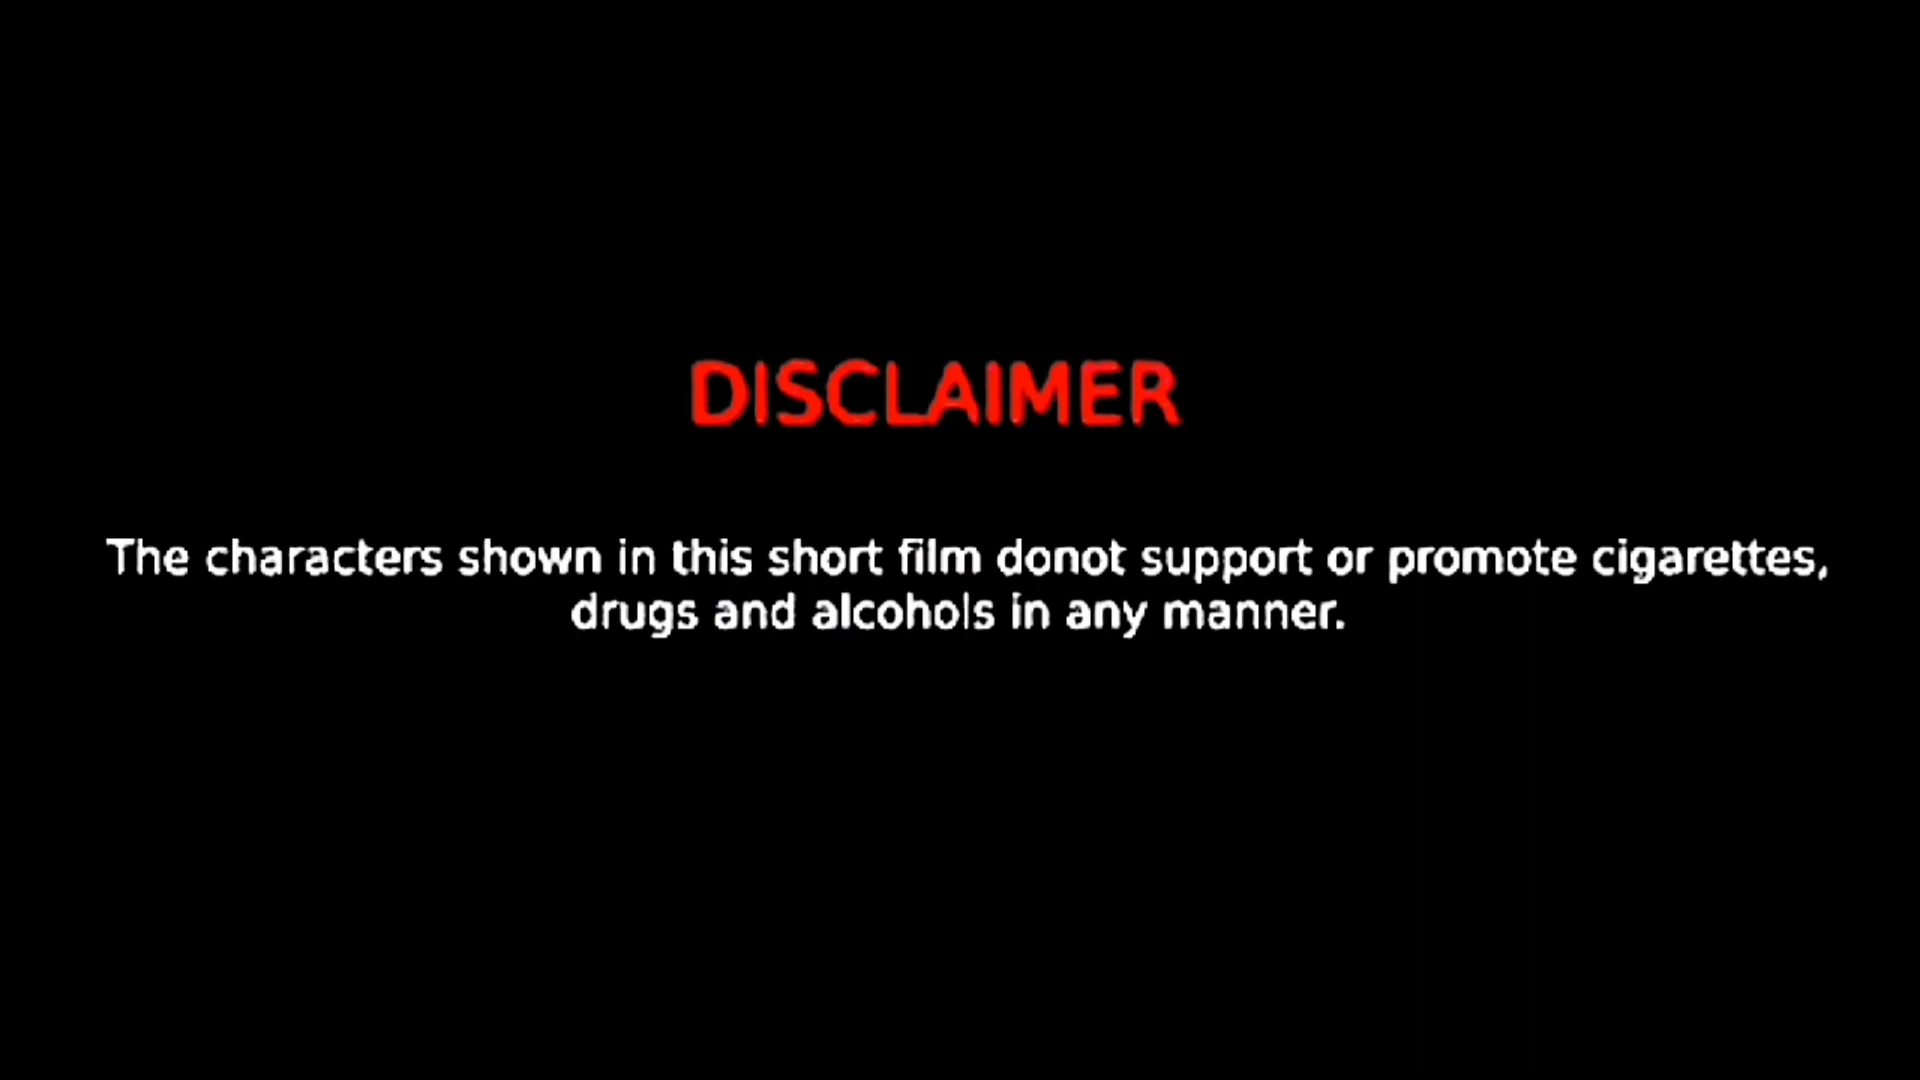 DISCLAIMER
The characters shown in this short film donot support or promote cigarettes,
drugs and alcohols in any manner.